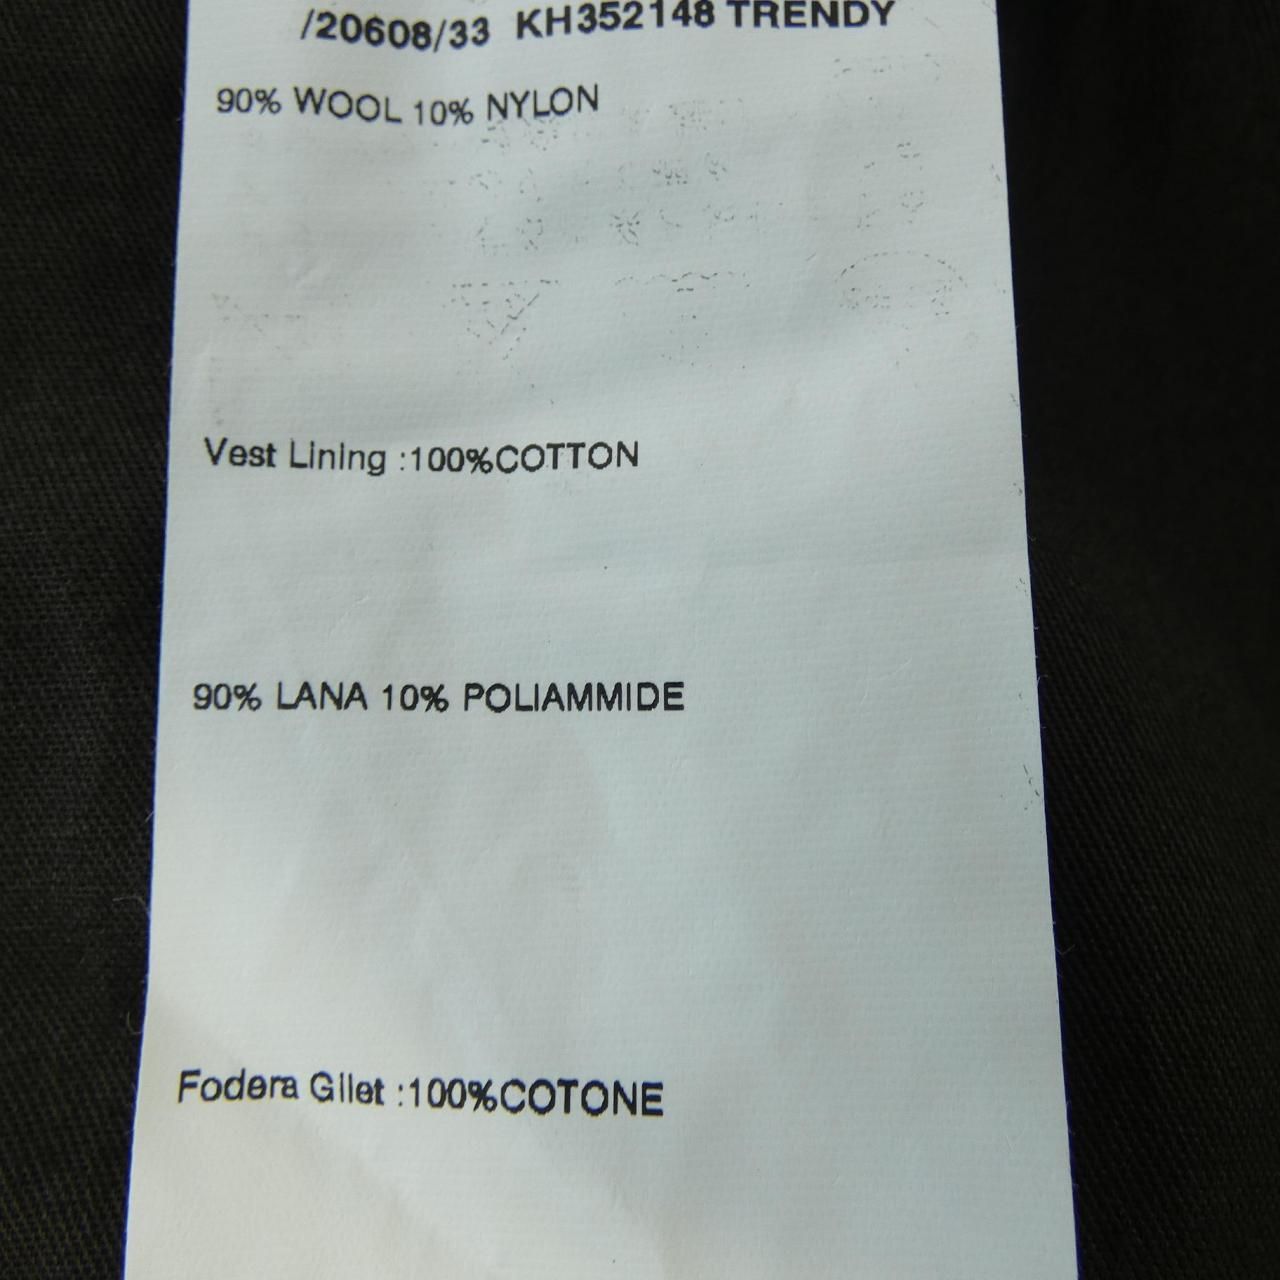 /20608/33 KH352148 TRENDY
90% WOOL 10% NYLON
Vest Lining :100%COTTON
90% LANA 10% POLIAMMIDE
Fodera Gilet :100%COTONE